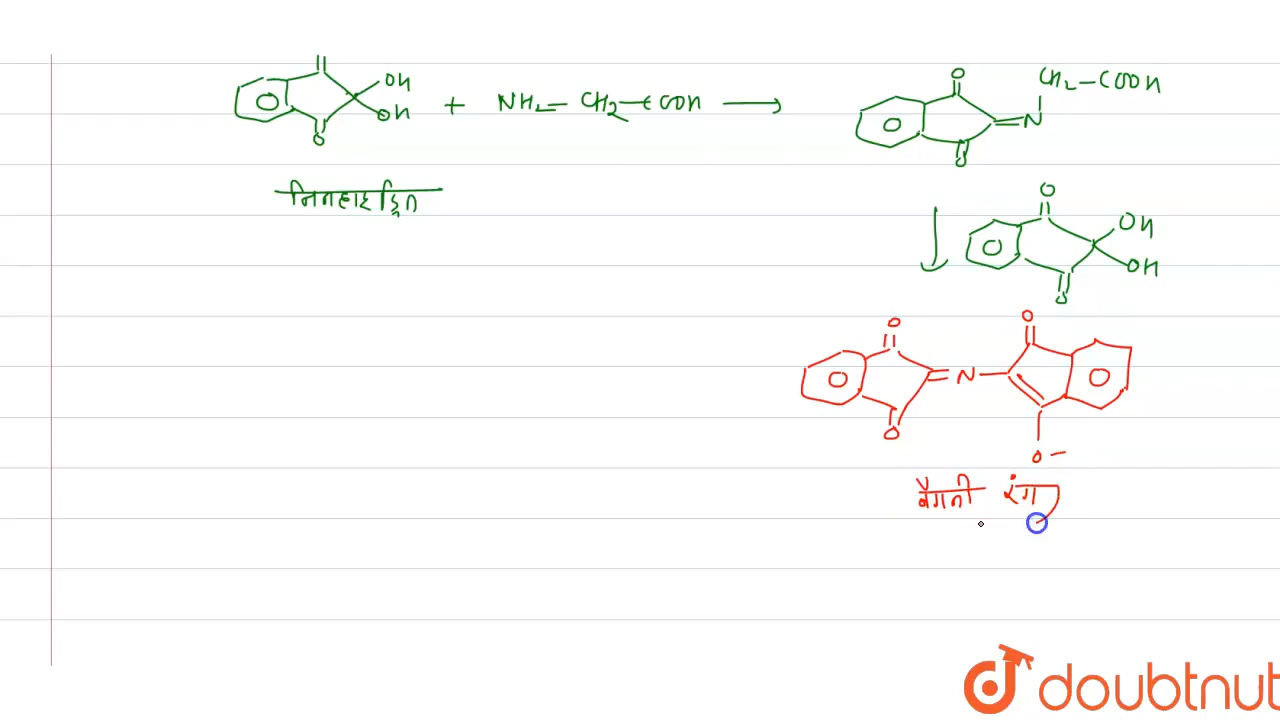 O OH
OH
O
O + NH2 — CH2 — COOH →
निनहाइड्रिन
O
CH2 — COOH
O = N
O
O
OH
O
OH
O
O O
O = N — O
O
O −
बैगनी रंग
doubtnut